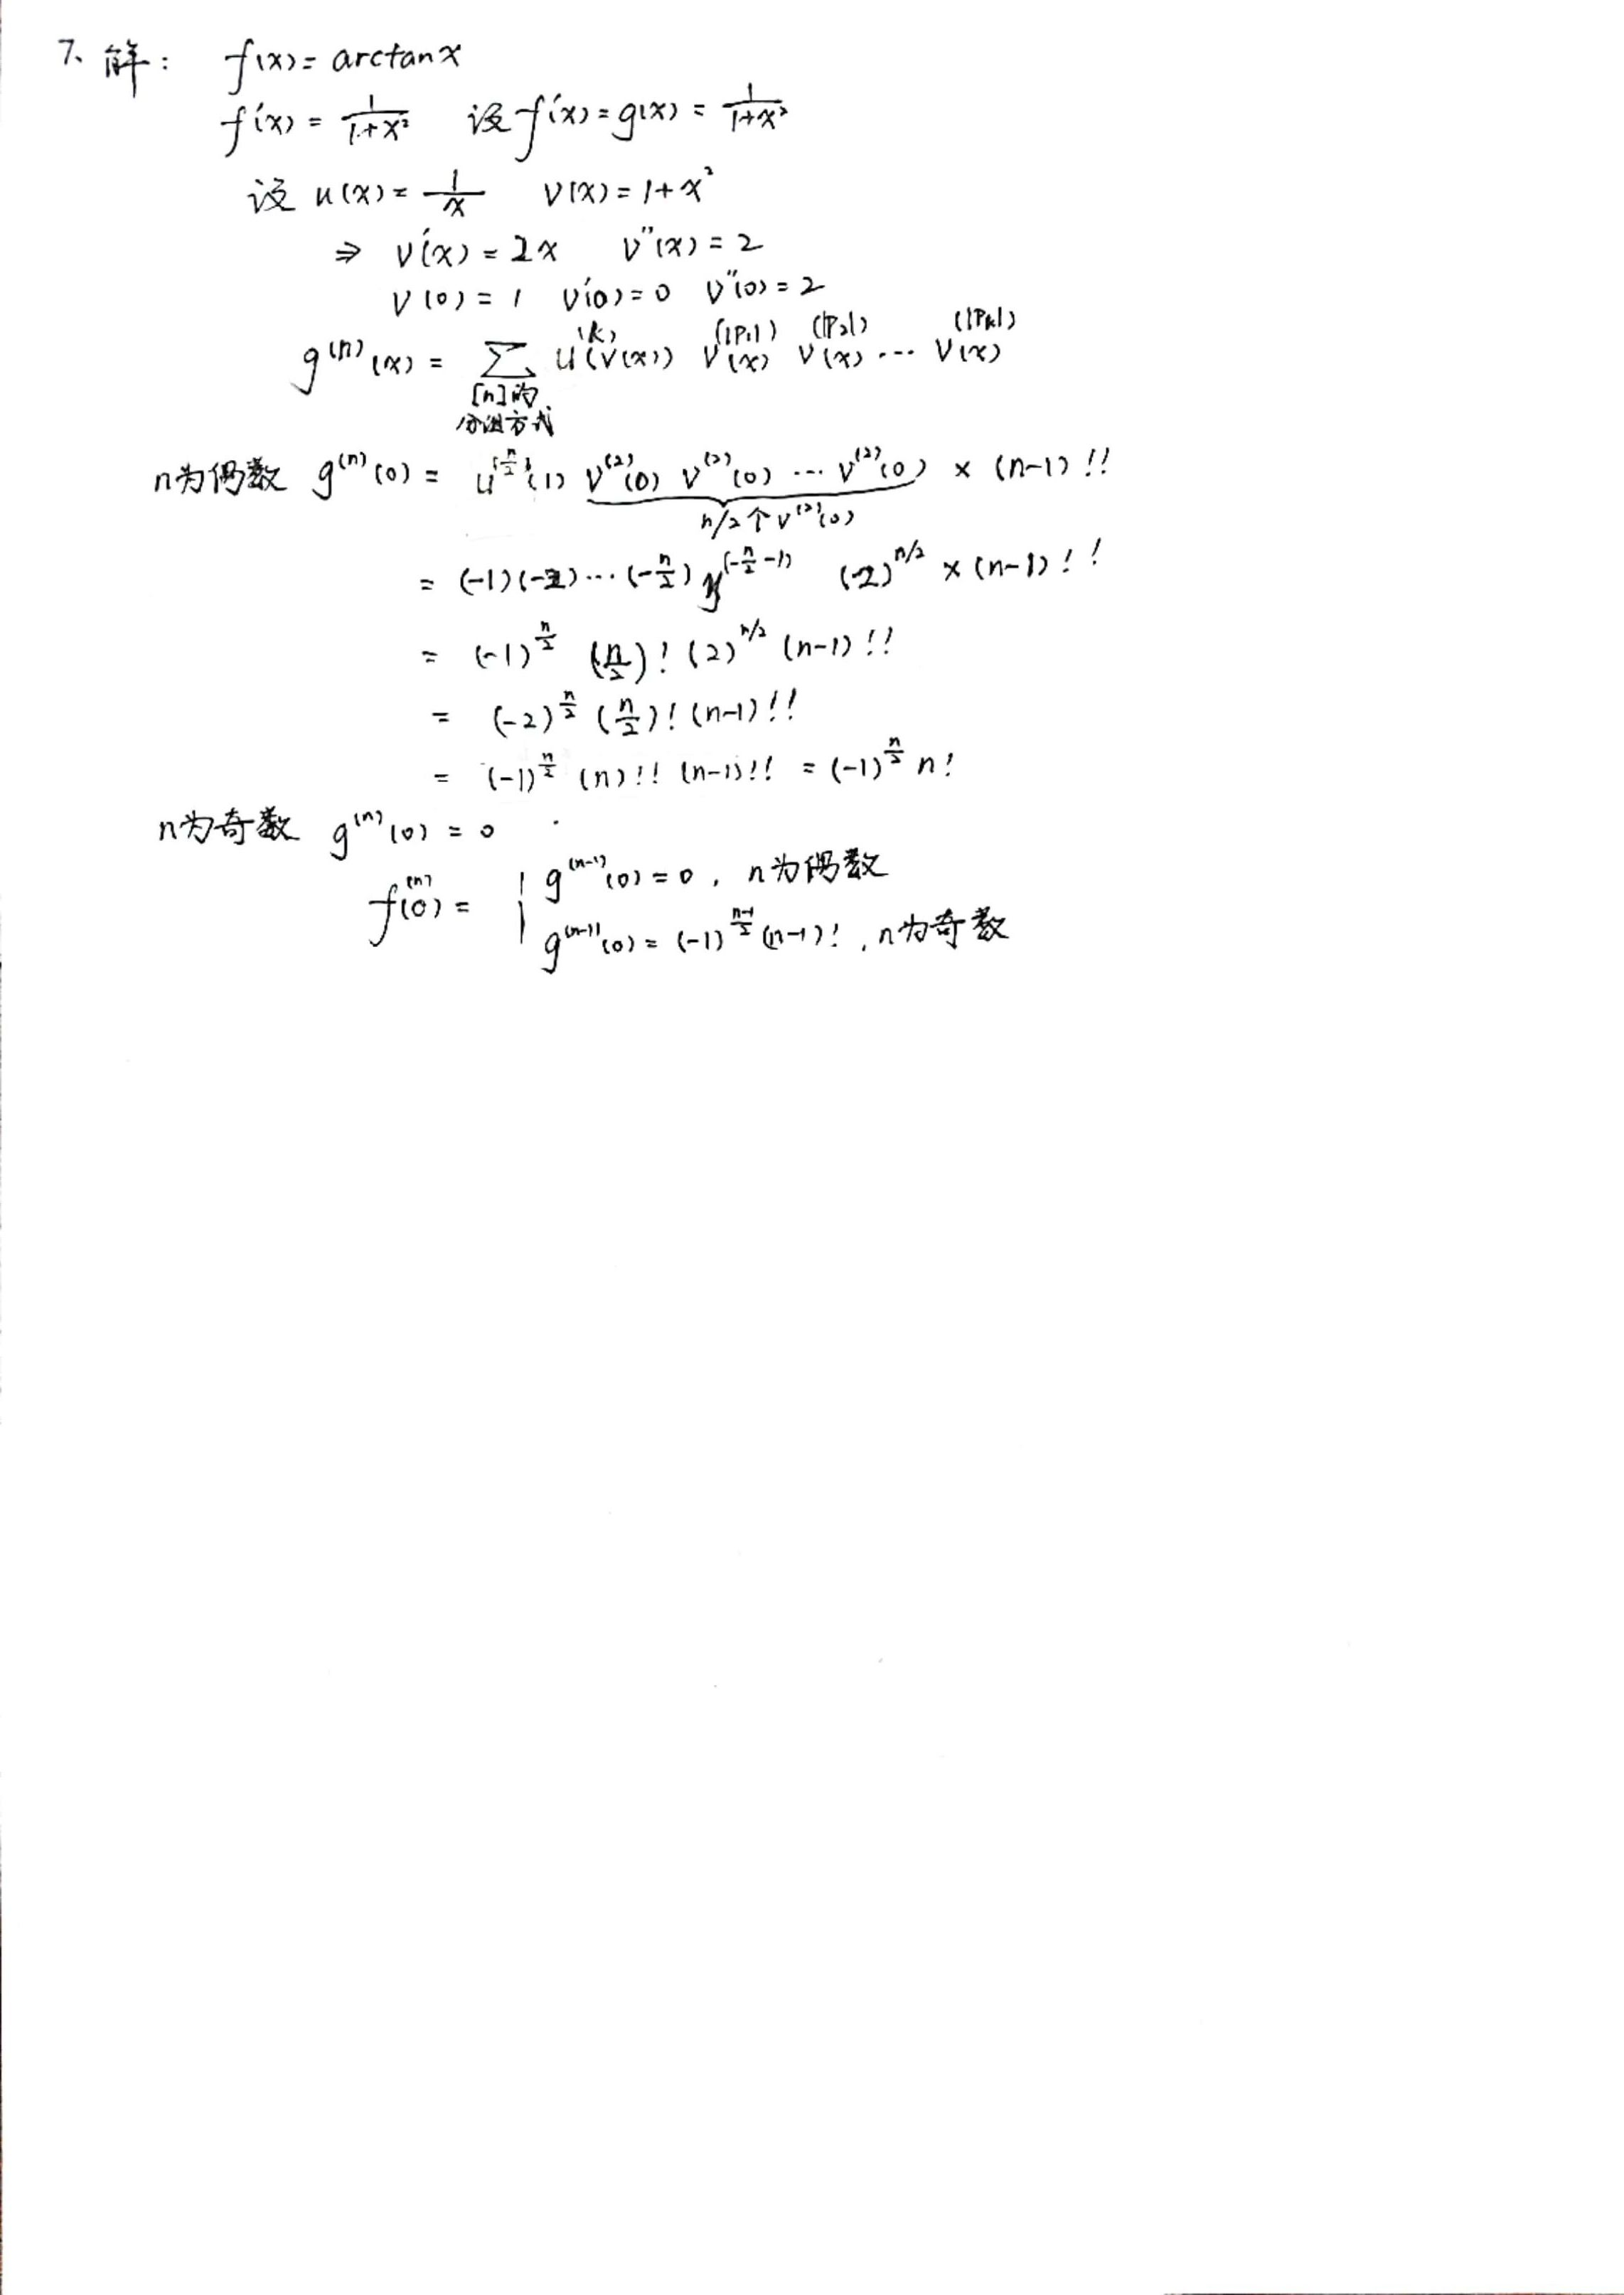 7、解： f(x) = arctanx
f'(x) = 1/(1+x²) 设 f'(x) = g(x) = 1/(1+x²)
设 u(x) = 1/x v(x) = 1+x²
⇒ v'(x) = 2x v''(x) = 2
v(0) = 1 v'(0) = 0 v''(0) = 2
g^(n)(x) = ∑ u^(k)(v(x)) v^(|P₁|)(x) v^(|P₂|)(x) ⋯ v^(|Pk|)(x)
[n]的
分组方式
n为偶数 g^(n)(0) = u^(n/2)(1) v^(2)(0) v^(2)(0) ⋯ v^(2)(0) × (n-1)!!
n/2个v^(2)(0)
= (-1)(-2)⋯(-n/2) y^(-n/2-1) (2)^(n/2) × (n-1)!!
= (-1)^(n/2) (n/2)! (2)^(n/2) (n-1)!!
= (-2)^(n/2) (n/2)! (n-1)!!
= (-1)^(n/2) (n)!! (n-1)!! = (-1)^(n/2) n!
n为奇数 g^(n)(0) = 0
f^(n)(0) = { g^(n-1)(0) = 0, n为偶数
g^(n-1)(0) = (-1)^((n-1)/2) (n-1)!, n为奇数